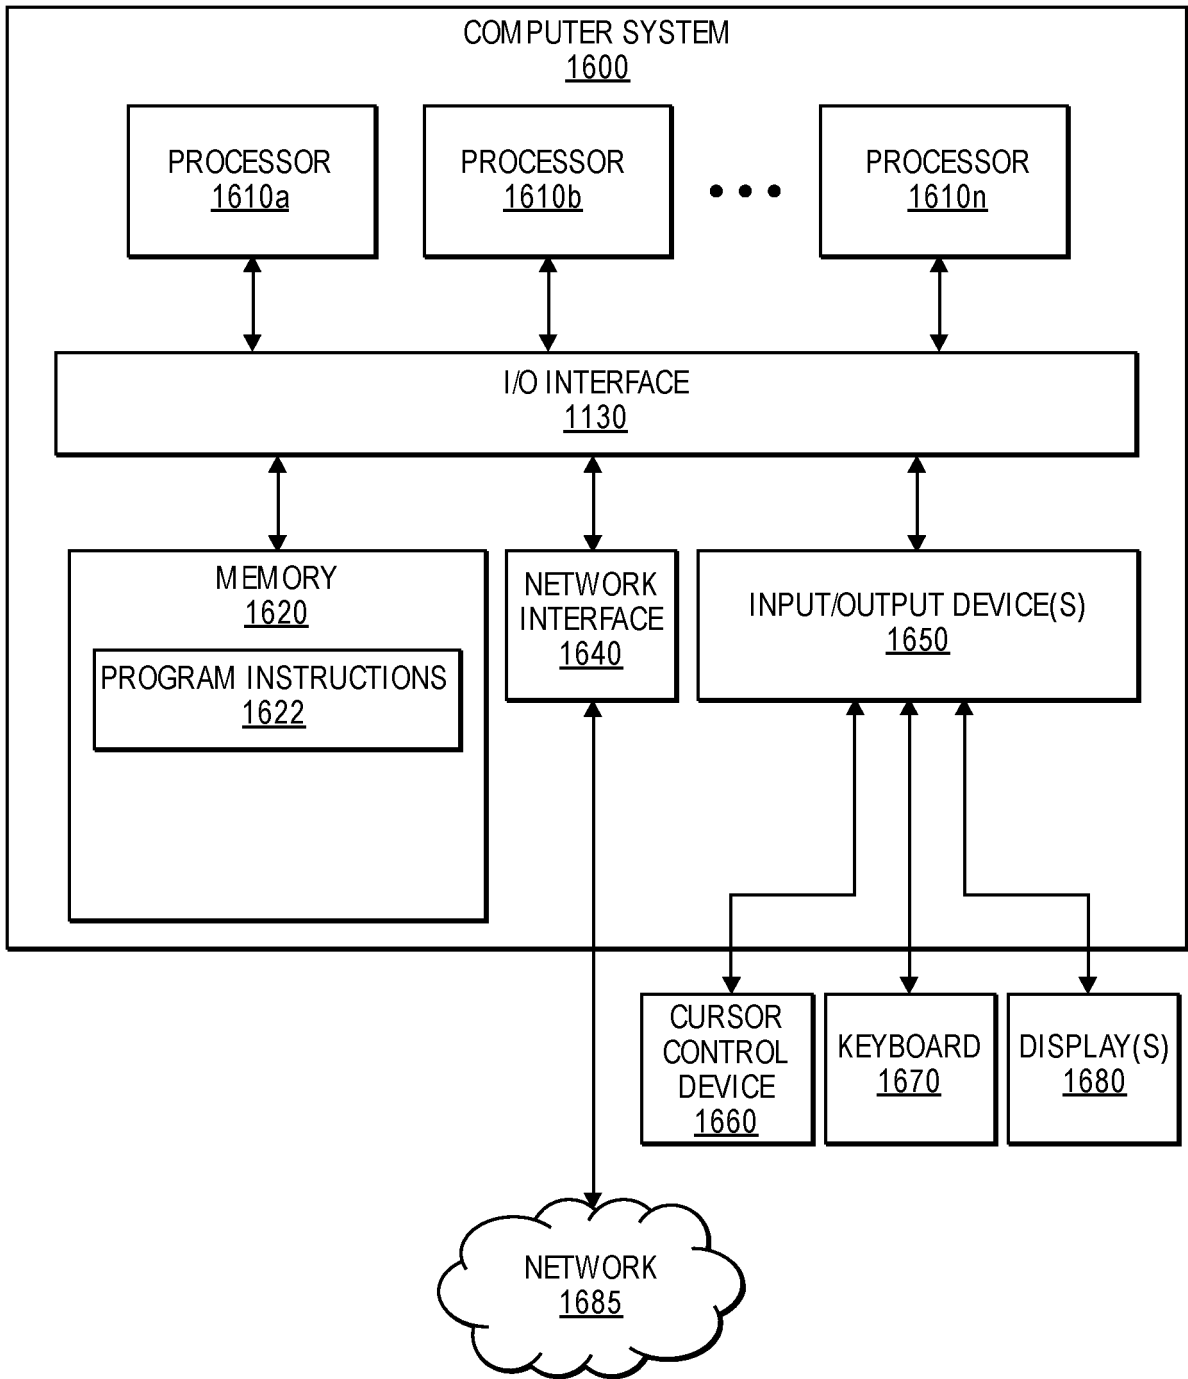 COMPUTER SYSTEM
1600
PROCESSOR
1610a
PROCESSOR
1610b
PROCESSOR
1610n
I/O INTERFACE
1130
MEMORY
1620
PROGRAM INSTRUCTIONS
1622
NETWORK
INTERFACE
1640
INPUT/OUTPUT DEVICE(S)
1650
CURSOR
CONTROL
DEVICE
1660
KEYBOARD
1670
DISPLAY(S)
1680
NETWORK
1685